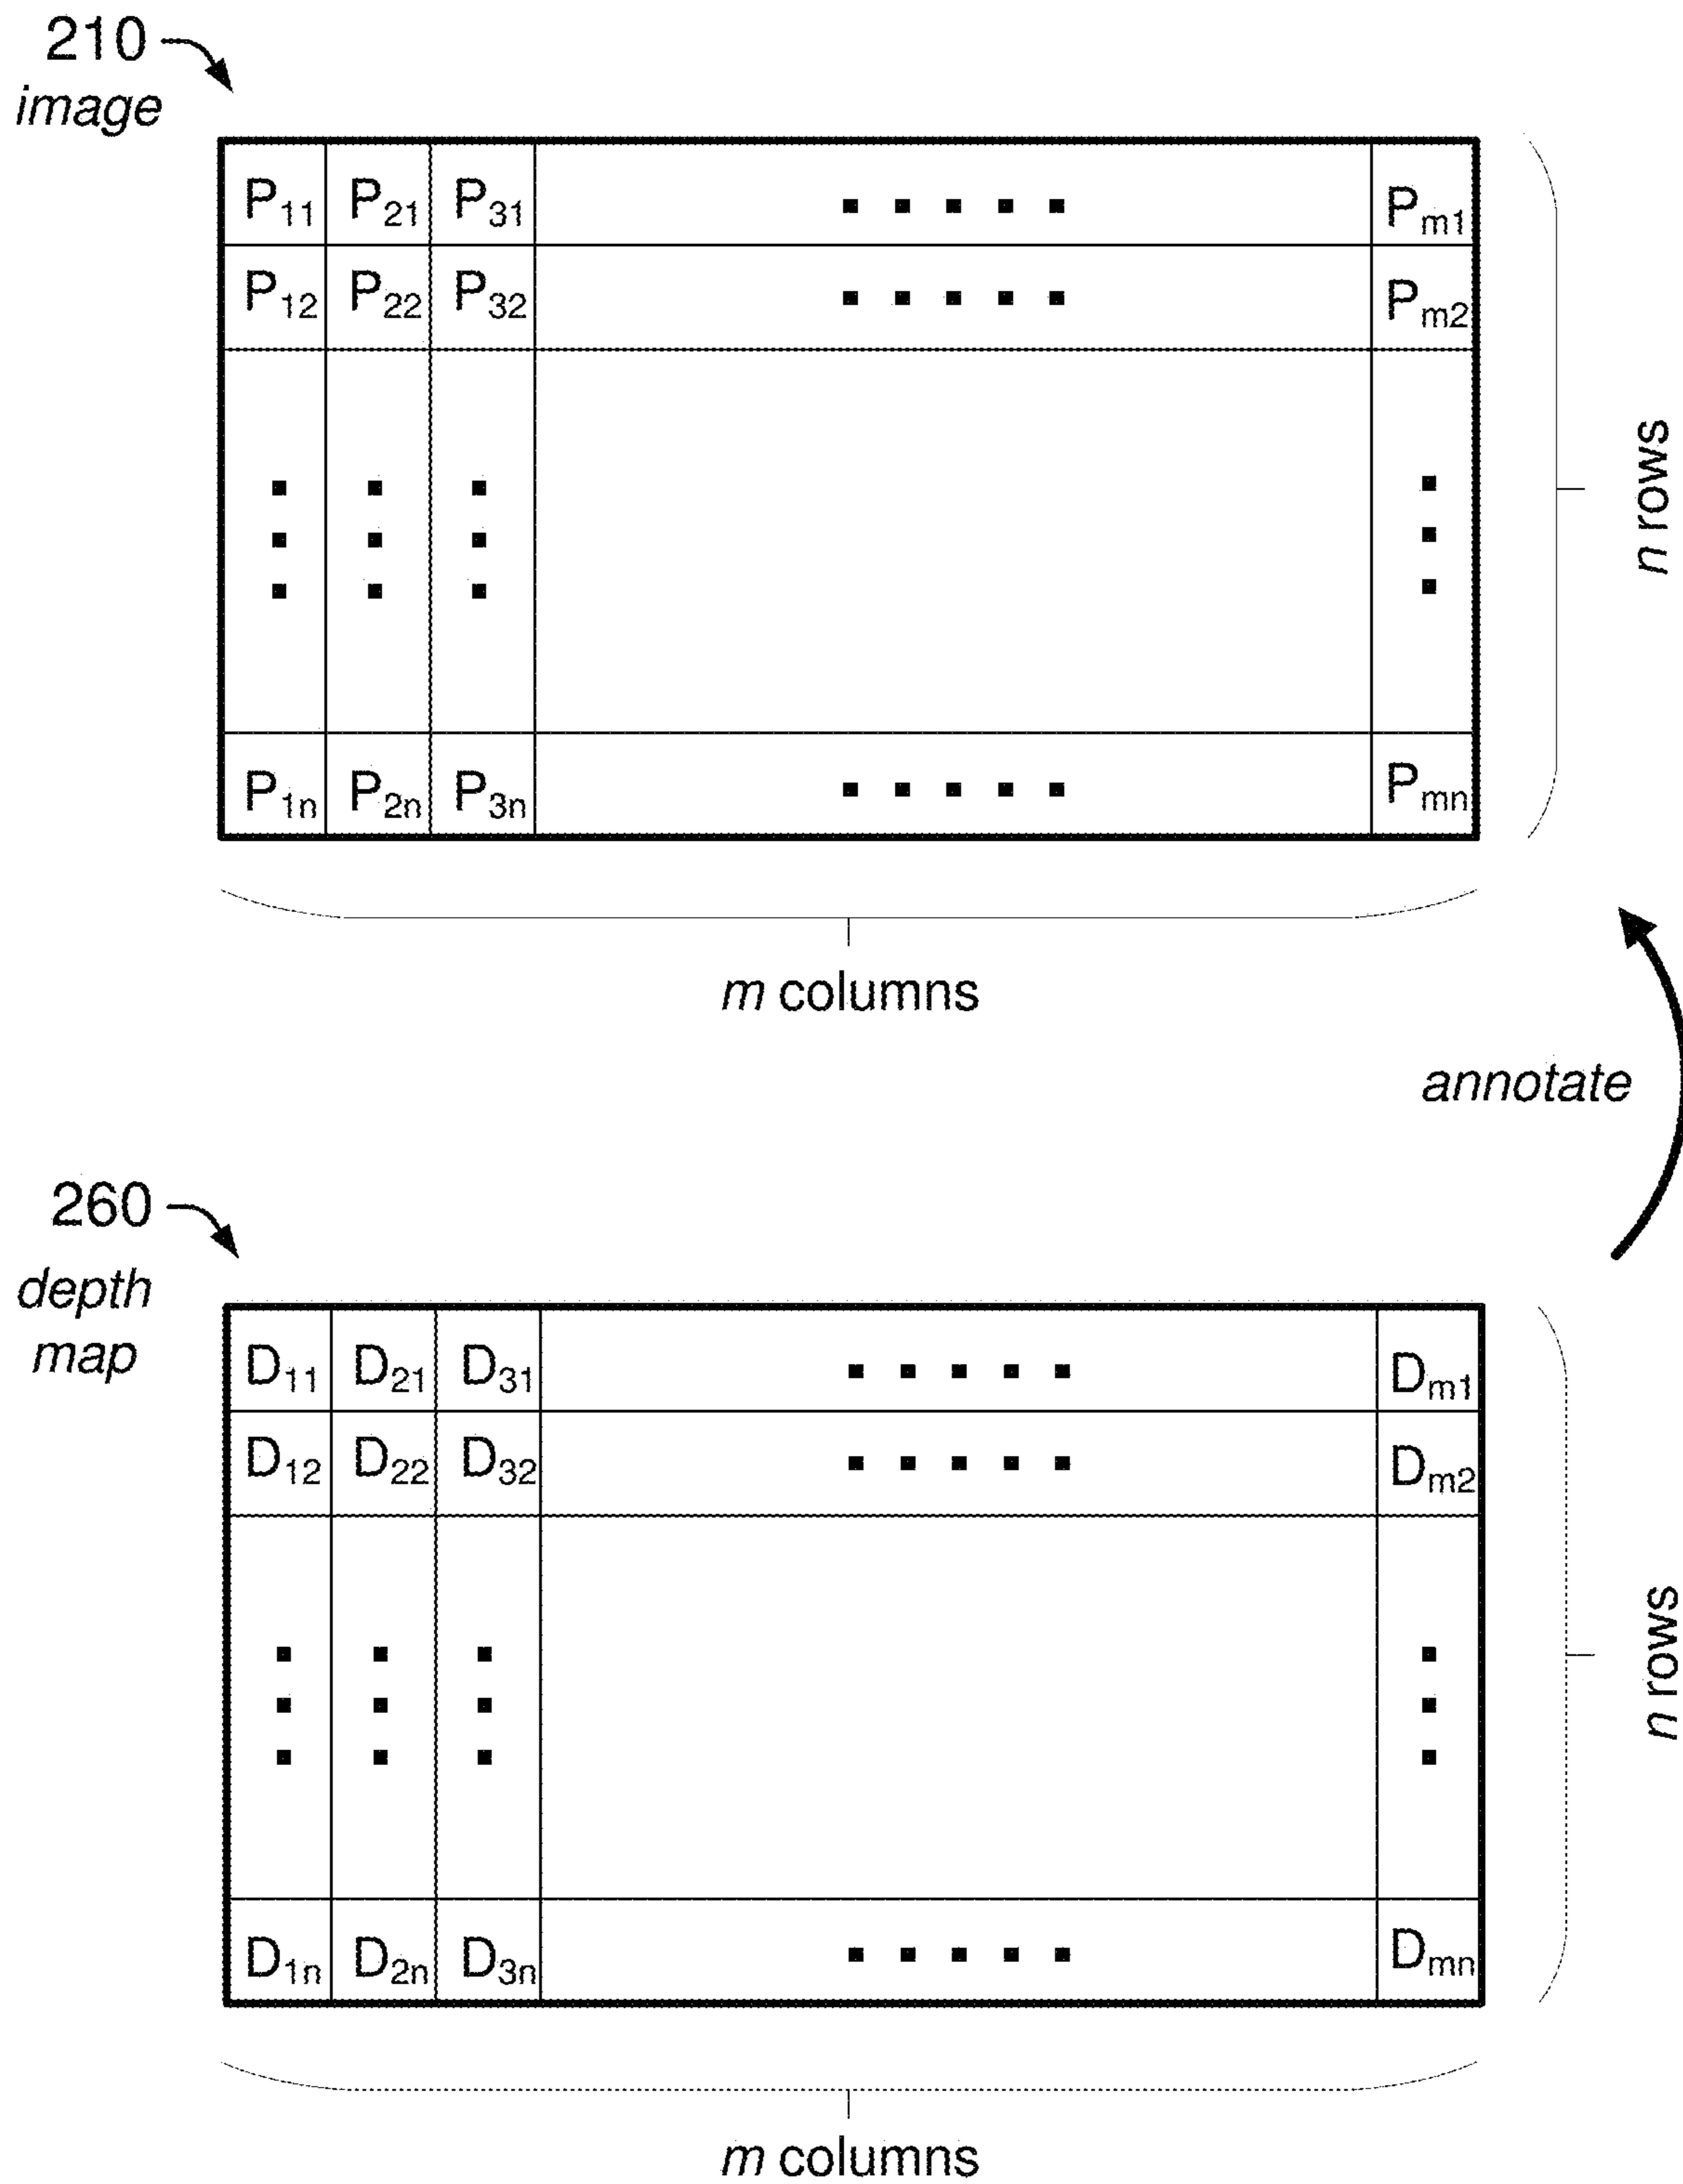 210
image
P₁₁ P₂₁ P₃₁ ..... Pₘ₁
P₁₂ P₂₂ P₃₂ ..... Pₘ₂
P₁ₙ P₂ₙ P₃ₙ ..... Pₘₙ
n rows
m columns
annotate
260
depth
map
D₁₁ D₂₁ D₃₁ ..... Dₘ₁
D₁₂ D₂₂ D₃₂ ..... Dₘ₂
D₁ₙ D₂ₙ D₃ₙ ..... Dₘₙ
n rows
m columns